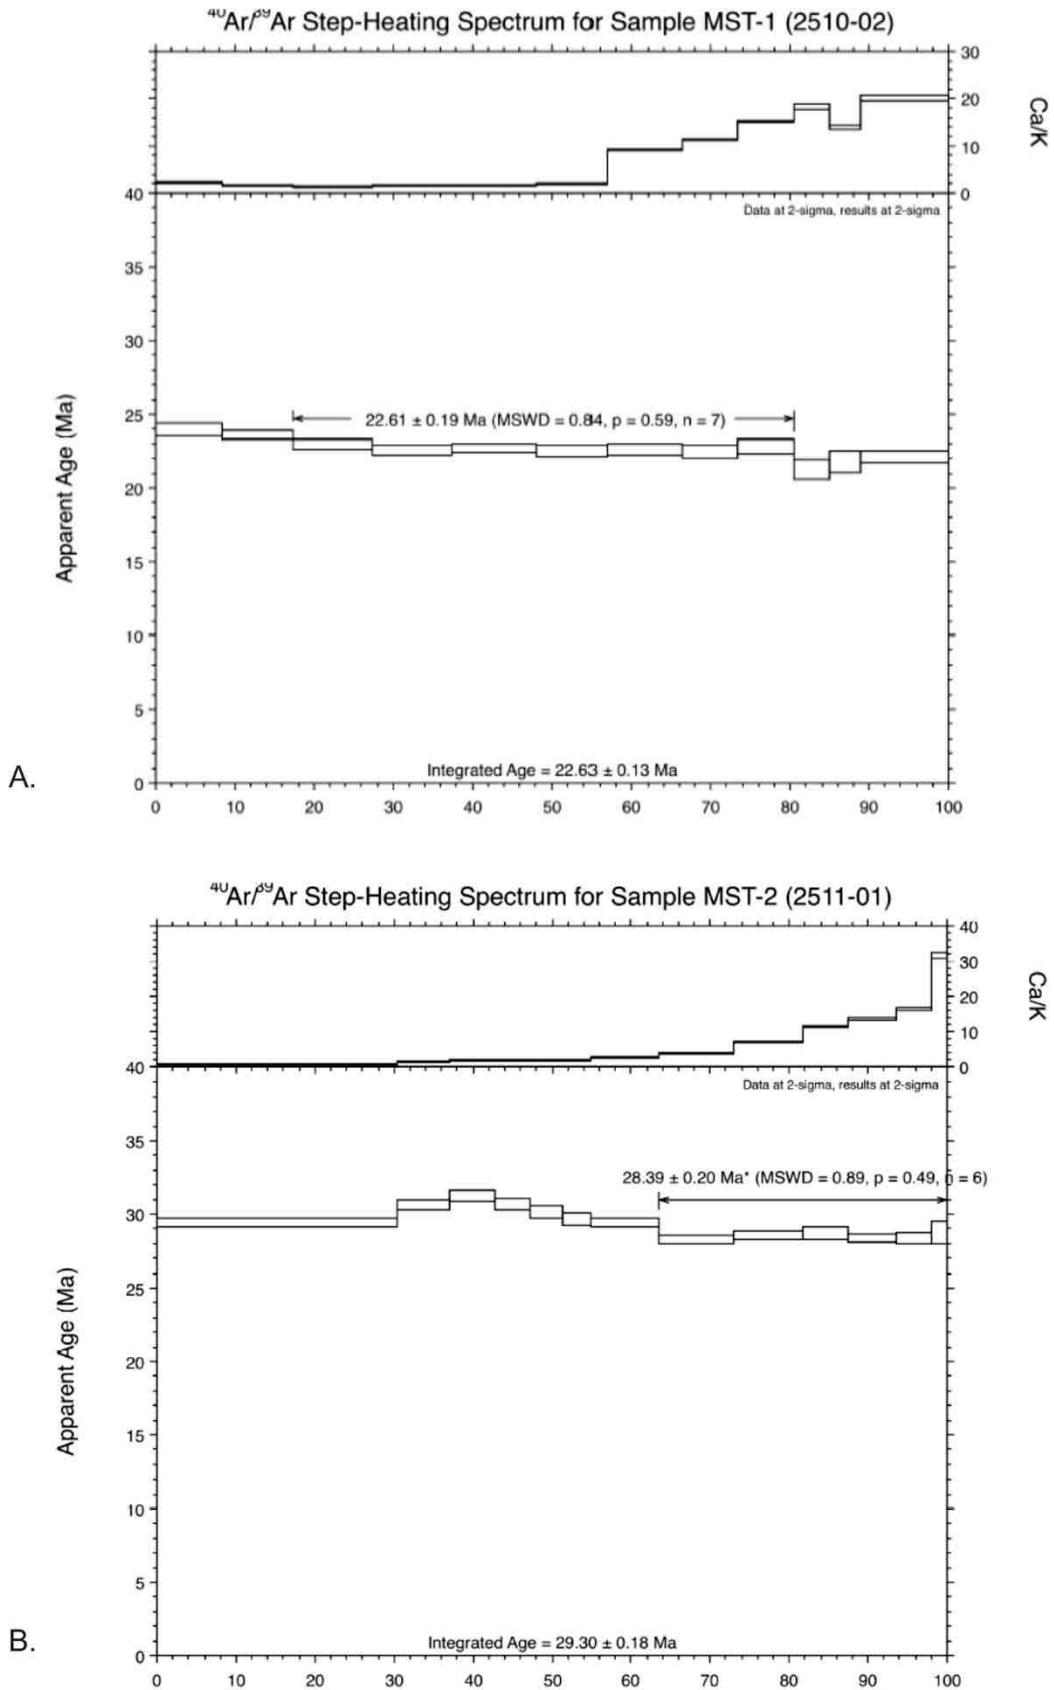 ⁴⁰Ar/³⁹Ar Step-Heating Spectrum for Sample MST-1 (2510-02)
30
20
10
0
Ca/K
Data at 2-sigma, results at 2-sigma
40
35
30
25
20
15
10
5
0
Apparent Age (Ma)
22.61 ± 0.19 Ma (MSWD = 0.84, p = 0.59, n = 7)
Integrated Age = 22.63 ± 0.13 Ma
A.
0 10 20 30 40 50 60 70 80 90 100
⁴⁰Ar/³⁹Ar Step-Heating Spectrum for Sample MST-2 (2511-01)
40
30
20
10
0
Ca/K
Data at 2-sigma, results at 2-sigma
40
35
30
25
20
15
10
5
0
Apparent Age (Ma)
28.39 ± 0.20 Ma* (MSWD = 0.89, p = 0.49, n = 6)
Integrated Age = 29.30 ± 0.18 Ma
B.
0 10 20 30 40 50 60 70 80 90 100